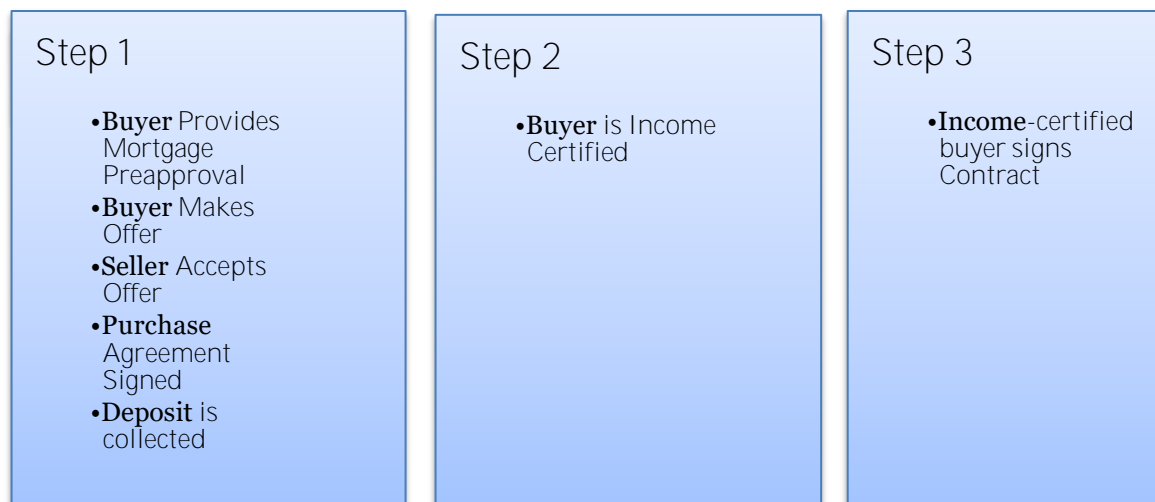 Step 1
•Buyer Provides
Mortgage
Preapproval
•Buyer Makes
Offer
•Seller Accepts
Offer
•Purchase
Agreement
Signed
•Deposit is
collected
Step 2
•Buyer is Income
Certified
Step 3
•Income-certified
buyer signs
Contract